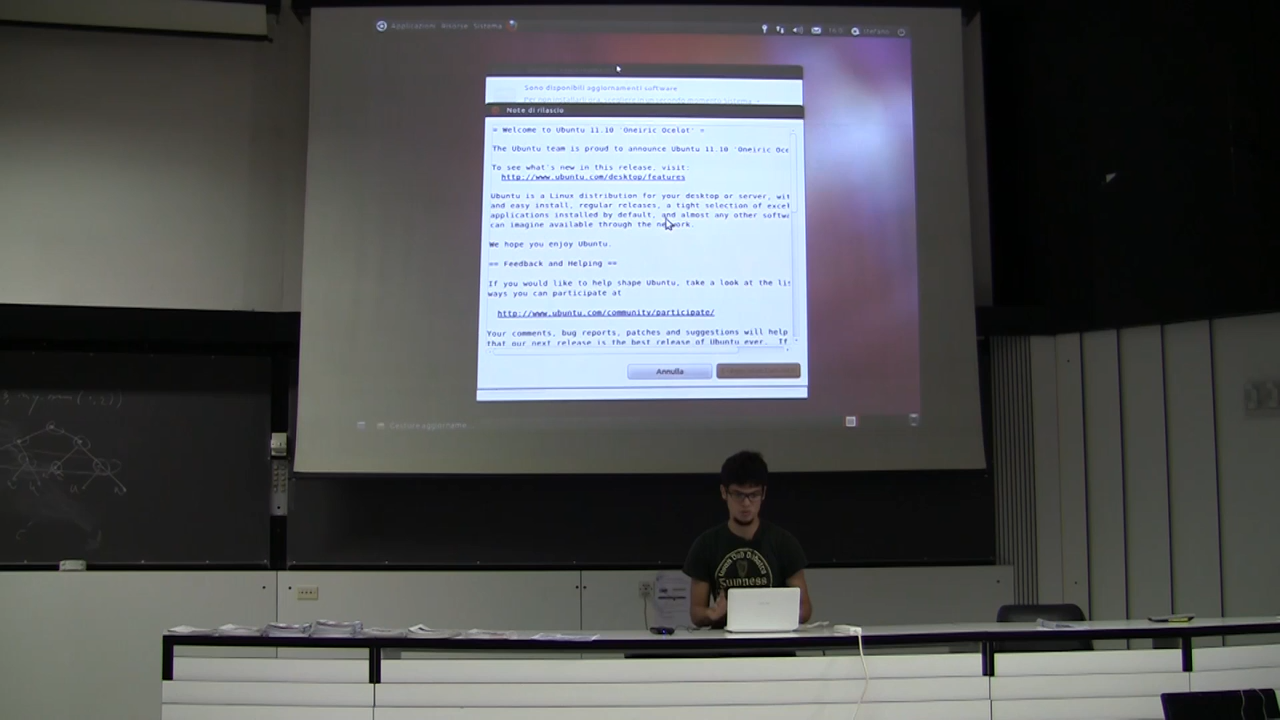 Applicazioni Risorse Sistema
stefano
Sono disponibili aggiornamenti software
Note di rilascio
= Welcome to Ubuntu 11.10 'Oneiric Ocelot' =
The Ubuntu team is proud to announce Ubuntu 11.10 'Oneiric Oce
To see what's new in this release, visit:
http://www.ubuntu.com/desktop/features
Ubuntu is a Linux distribution for your desktop or server, wit
and easy install, regular releases, a tight selection of excel
applications installed by default, and almost any other softwa
can imagine available through the network.
We hope you enjoy Ubuntu.
== Feedback and Helping ==
If you would like to help shape Ubuntu, take a look at the lis
ways you can participate at
http://www.ubuntu.com/community/participate/
Your comments, bug reports, patches and suggestions will help
that our next release is the best release of Ubuntu ever. If
Annulla
GUINNESS